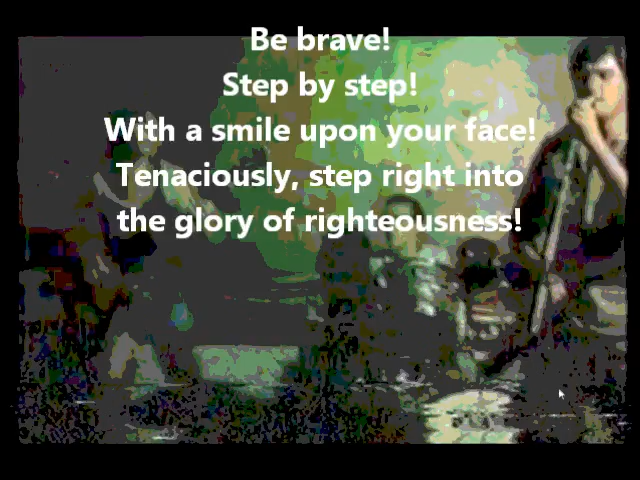 Be brave!
Step by step!
With a smile upon your face!
Tenaciously, step right into
the glory of righteousness!